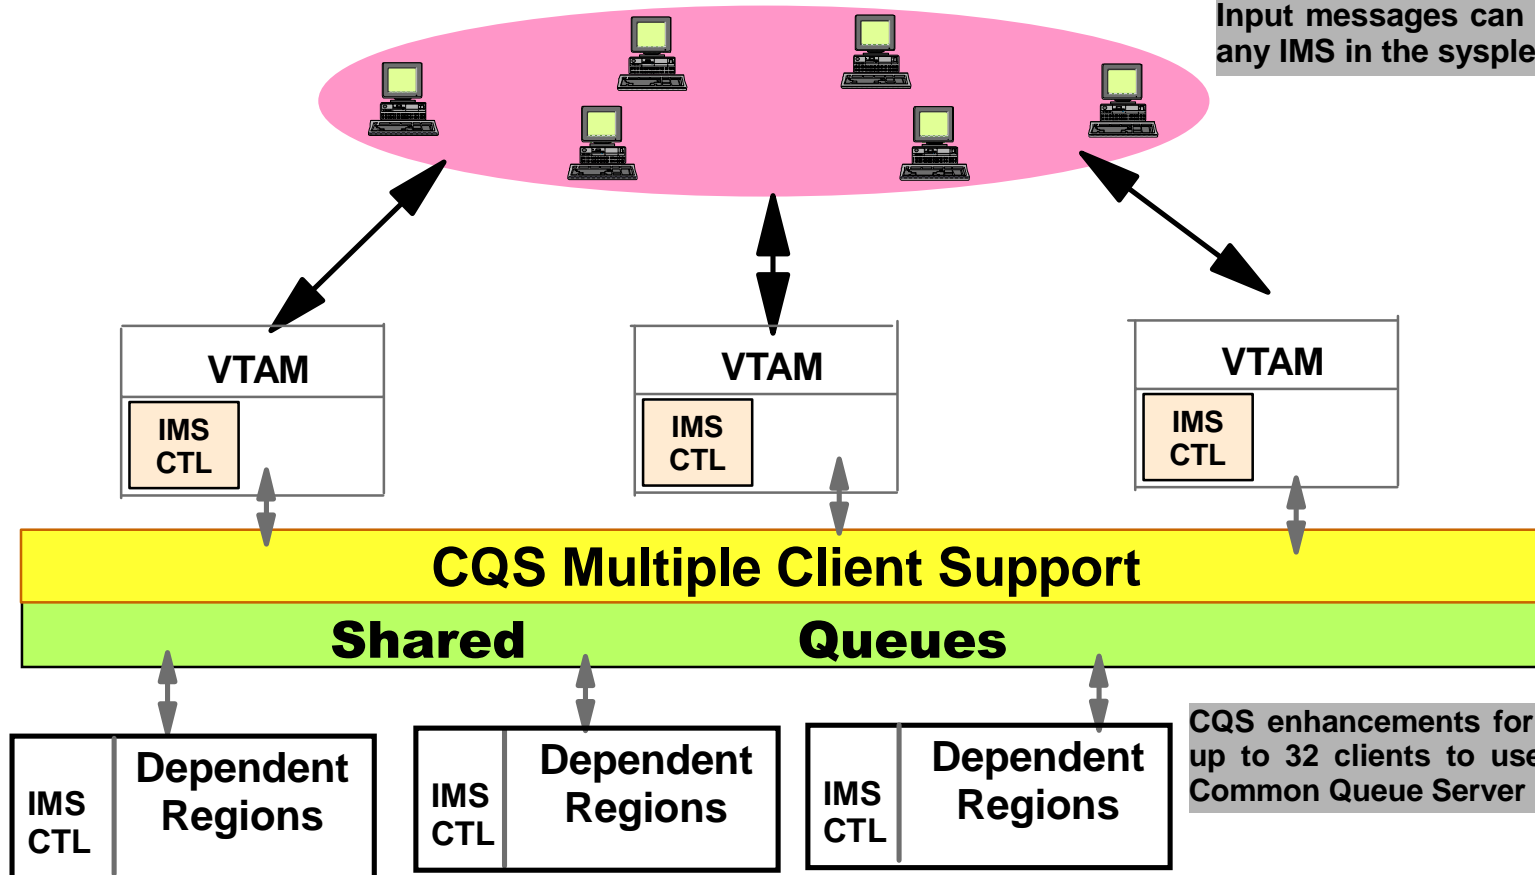 Input messages can
any IMS in the sysple
VTAM
IMS
CTL
VTAM
IMS
CTL
VTAM
IMS
CTL
CQS Multiple Client Support
Shared Queues
IMS
CTL
Dependent
Regions
IMS
CTL
Dependent
Regions
IMS
CTL
Dependent
Regions
CQS enhancements for
up to 32 clients to use
Common Queue Server